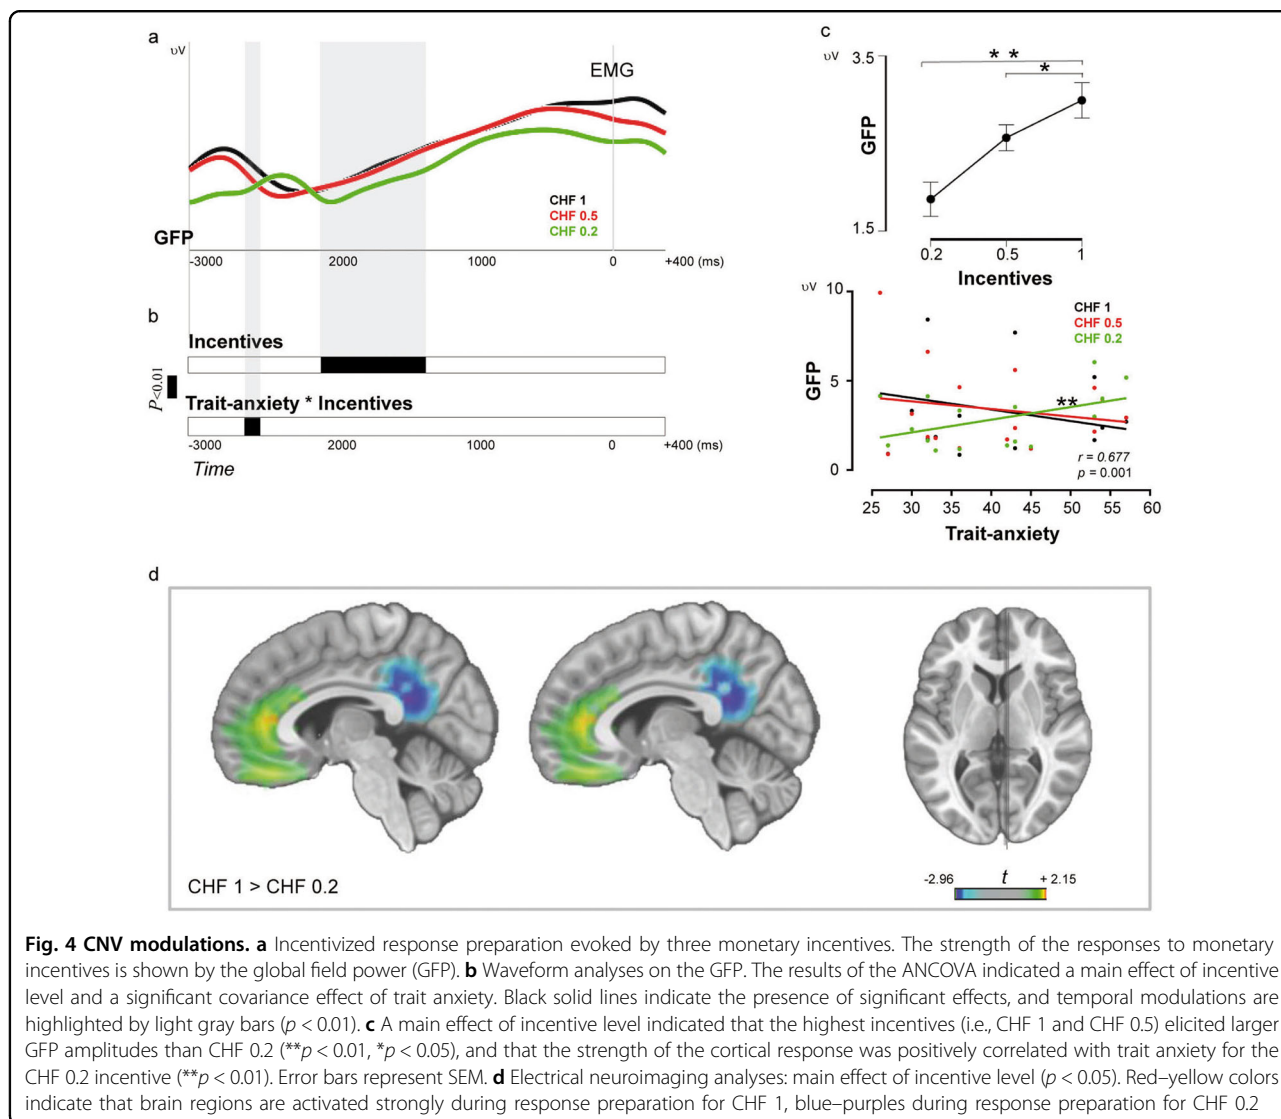 a
υV
EMG
CHF 1
CHF 0.5
CHF 0.2
GFP
-3000 2000 1000 0 +400 (ms)
b
Incentives
P<0.01
Trait-anxiety * Incentives
-3000 2000 1000 0 +400 (ms)
Time
c
υV
3.5
* *
*
GFP
1.5
0.2 0.5 1
Incentives
υV
10
CHF 1
CHF 0.5
CHF 0.2
GFP
5
**
r = 0.677
p = 0.001
0
25 30 35 40 45 50 55 60
Trait-anxiety
d
CHF 1 > CHF 0.2
-2.96 t + 2.15
Fig. 4 CNV modulations. a Incentivized response preparation evoked by three monetary incentives. The strength of the responses to monetary
incentives is shown by the global field power (GFP). b Waveform analyses on the GFP. The results of the ANCOVA indicated a main effect of incentive
level and a significant covariance effect of trait anxiety. Black solid lines indicate the presence of significant effects, and temporal modulations are
highlighted by light gray bars (p < 0.01). c A main effect of incentive level indicated that the highest incentives (i.e., CHF 1 and CHF 0.5) elicited larger
GFP amplitudes than CHF 0.2 (**p < 0.01, *p < 0.05), and that the strength of the cortical response was positively correlated with trait anxiety for the
CHF 0.2 incentive (**p < 0.01). Error bars represent SEM. d Electrical neuroimaging analyses: main effect of incentive level (p < 0.05). Red–yellow colors
indicate that brain regions are activated strongly during response preparation for CHF 1, blue–purples during response preparation for CHF 0.2